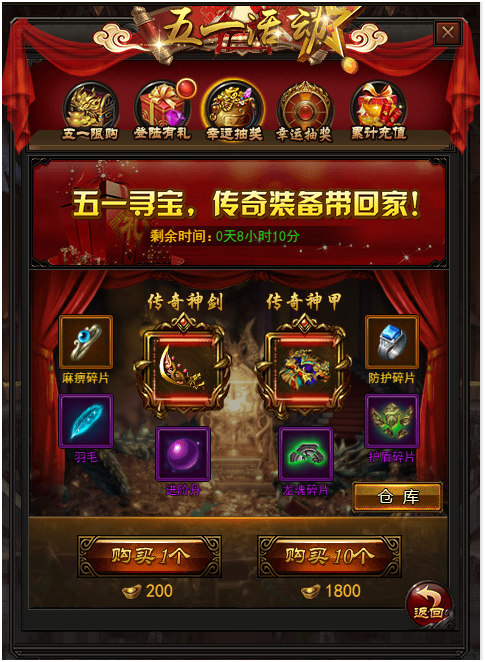 五一活动
五一限购
登陆有礼
幸运抽奖
幸运抽奖
累计充值
五一寻宝，传奇装备带回家！
剩余时间：0天8小时10分
传奇神剑
传奇神甲
麻痹碎片
防护碎片
羽毛
护盾碎片
进阶丹
龙魂碎片
仓库
购买1个
购买10个
200
1800
返回